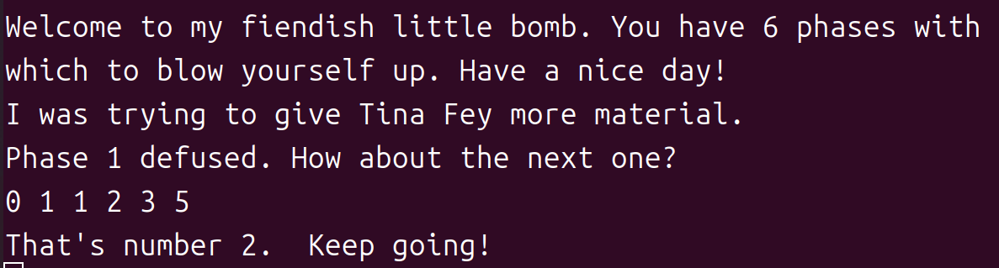 Welcome to my fiendish little bomb. You have 6 phases with
which to blow yourself up. Have a nice day!
I was trying to give Tina Fey more material.
Phase 1 defused. How about the next one?
0 1 1 2 3 5
That's number 2.  Keep going!